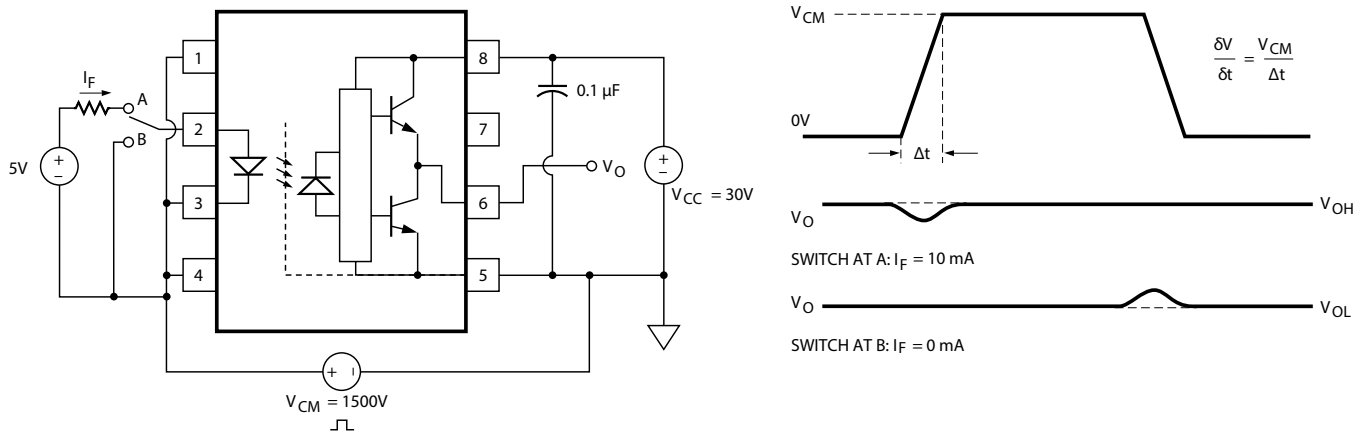 I_F
A
B
5V
+
−
1
2
3
4
8
7
6
5
0.1 µF
V_O
+
−
V_CC = 30V
+ −
V_CM = 1500V
V_CM
0V
Δt
δV/δt = V_CM/Δt
V_O
V_OH
SWITCH AT A: I_F = 10 mA
V_O
V_OL
SWITCH AT B: I_F = 0 mA